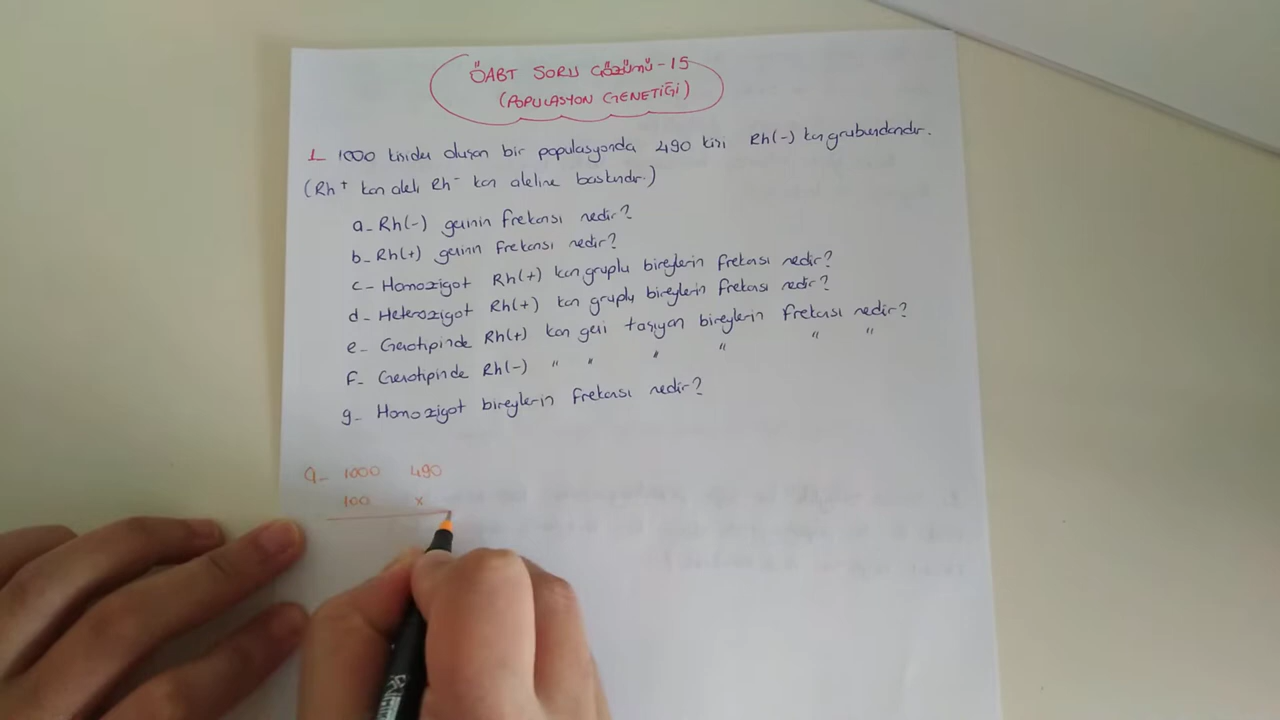 ÖABT SORU ÇÖZÜMÜ-15
(POPULASYON GENETİĞİ)
1- 1000 kişiden oluşan bir populasyonda 490 kişi Rh(-) kan grubundandır.
(Rh⁺ kan aleli Rh⁻ kan aleline baskındır.)
a- Rh(-) geninin frekansı nedir?
b- Rh(+) geninin frekansı nedir?
c- Homozigot Rh(+) kan gruplu bireylerin frekansı nedir?
d- Heterozigot Rh(+) kan gruplu bireylerin frekansı nedir?
e- Genotipinde Rh(+) kan geni taşıyan bireylerin frekansı nedir?
f- Genotipinde Rh(-) " " " " " "
g- Homozigot bireylerin frekansı nedir?
a- 1000 490
100 x